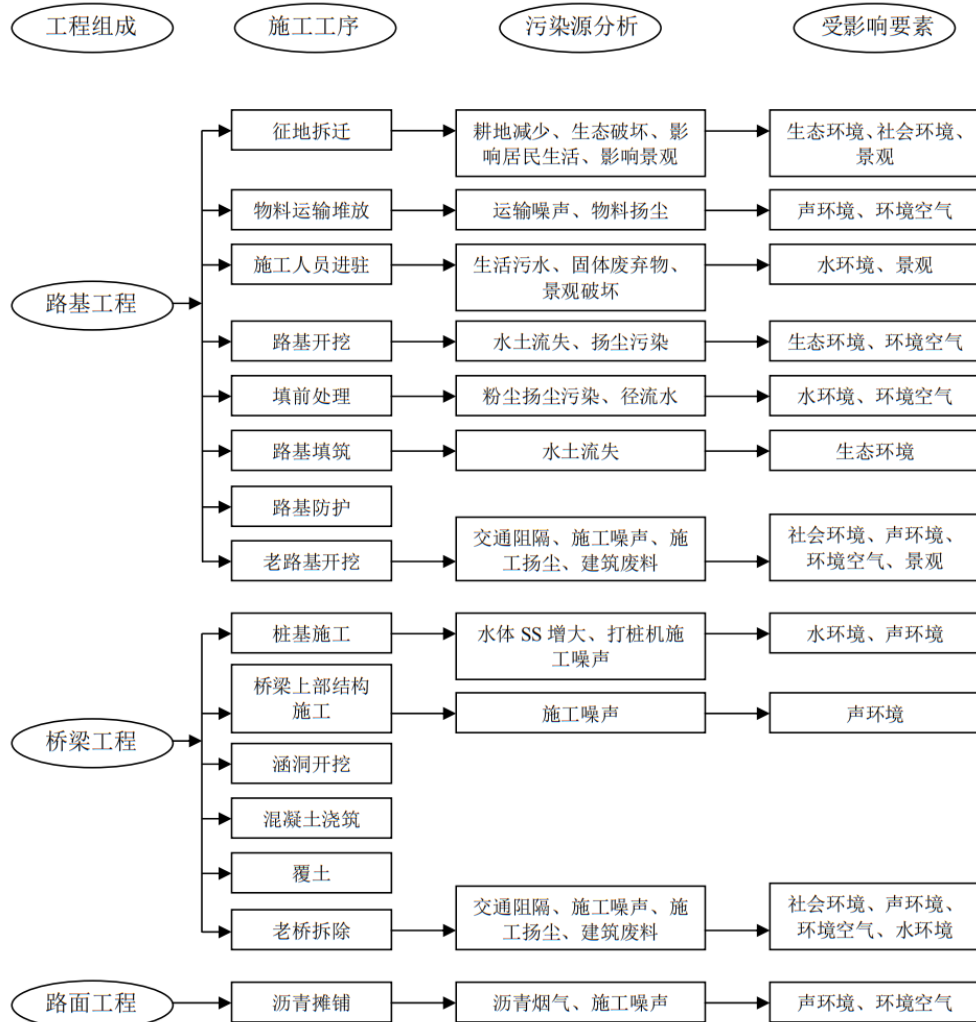 工程组成
施工工序
污染源分析
受影响要素
路基工程
征地拆迁
耕地减少、生态破坏、影
响居民生活、影响景观
生态环境、社会环境、
景观
物料运输堆放
运输噪声、物料扬尘
声环境、环境空气
施工人员进驻
生活污水、固体废弃物、
景观破坏
水环境、景观
路基开挖
水土流失、扬尘污染
生态环境、环境空气
填前处理
粉尘扬尘污染、径流水
水环境、环境空气
路基填筑
水土流失
生态环境
路基防护
老路基开挖
交通阻隔、施工噪声、施
工扬尘、建筑废料
社会环境、声环境、
环境空气、景观
桥梁工程
桩基施工
水体 SS 增大、打桩机施
工噪声
水环境、声环境
桥梁上部结构
施工
施工噪声
声环境
涵洞开挖
混凝土浇筑
覆土
老桥拆除
交通阻隔、施工噪声、施
工扬尘、建筑废料
社会环境、声环境、
环境空气、水环境
路面工程
沥青摊铺
沥青烟气、施工噪声
声环境、环境空气